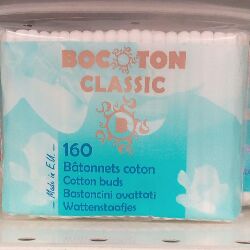 BOCOTON
CLASSIC
B
160
Bâtonnets coton
Cotton buds
Bastoncini ovattati
Wattenstaafjes
Made in E.U.